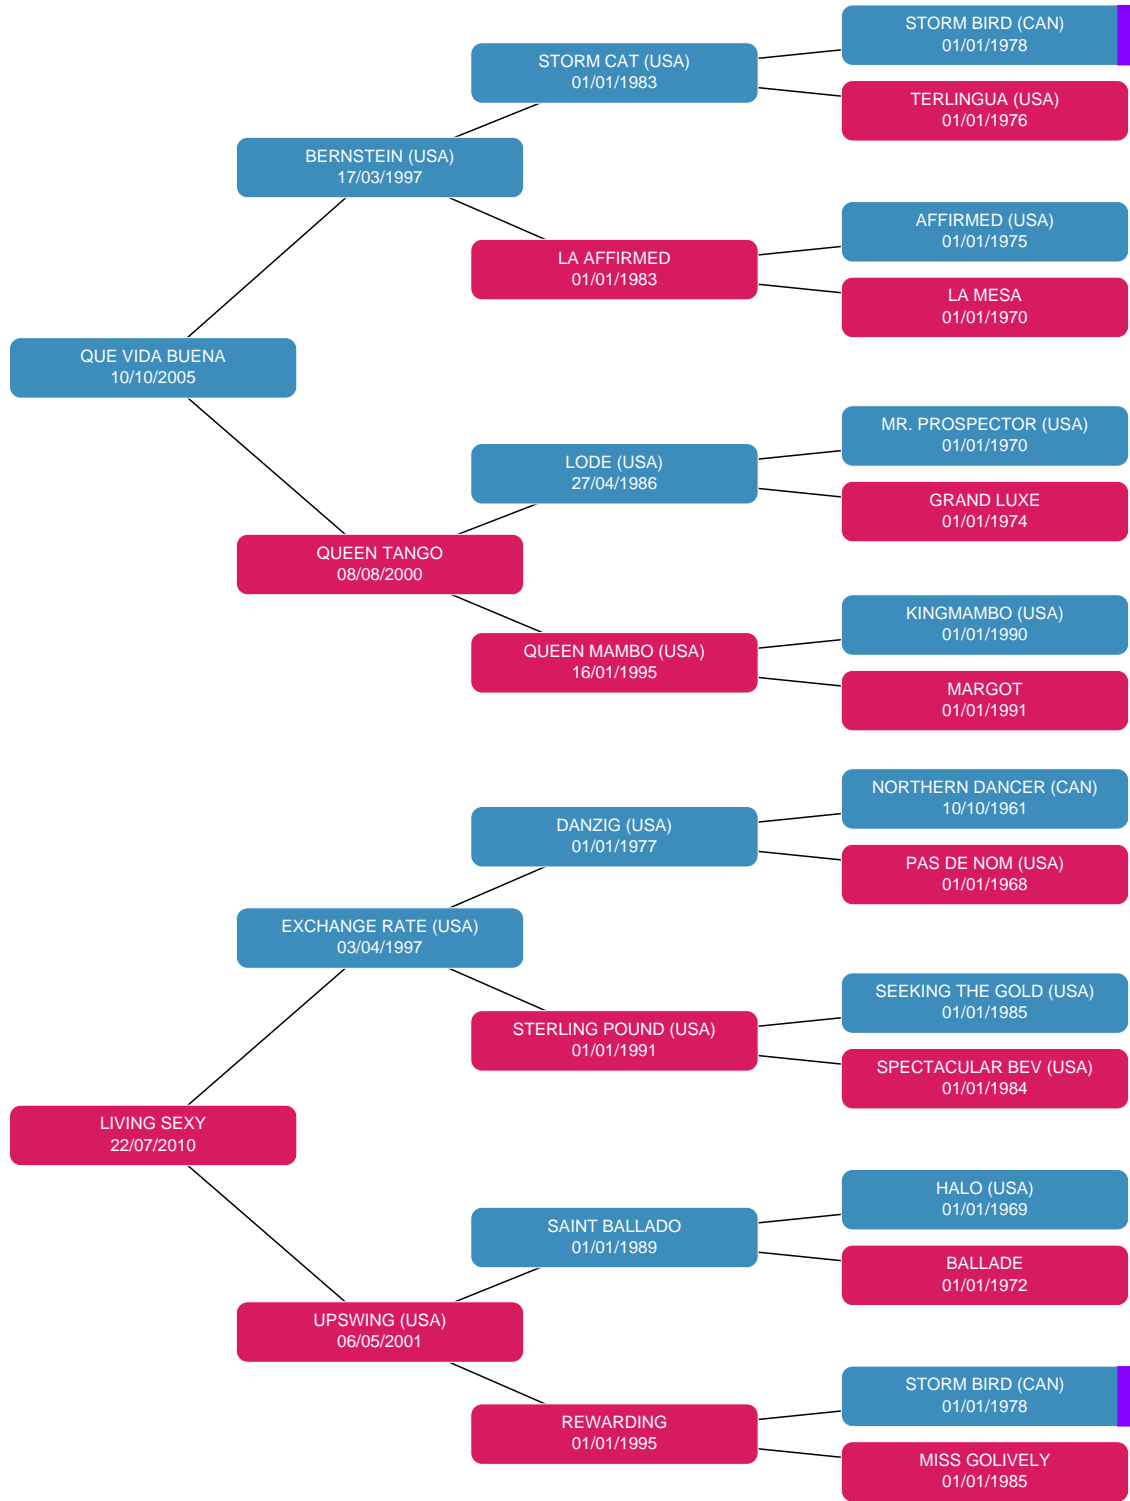 STORM BIRD (CAN)
01/01/1978
STORM CAT (USA)
01/01/1983
TERLINGUA (USA)
01/01/1976
BERNSTEIN (USA)
17/03/1997
AFFIRMED (USA)
01/01/1975
LA AFFIRMED
01/01/1983
LA MESA
01/01/1970
QUE VIDA BUENA
10/10/2005
MR. PROSPECTOR (USA)
01/01/1970
LODE (USA)
27/04/1986
GRAND LUXE
01/01/1974
QUEEN TANGO
08/08/2000
KINGMAMBO (USA)
01/01/1990
QUEEN MAMBO (USA)
16/01/1995
MARGOT
01/01/1991
NORTHERN DANCER (CAN)
10/10/1961
DANZIG (USA)
01/01/1977
PAS DE NOM (USA)
01/01/1968
EXCHANGE RATE (USA)
03/04/1997
SEEKING THE GOLD (USA)
01/01/1985
STERLING POUND (USA)
01/01/1991
SPECTACULAR BEV (USA)
01/01/1984
LIVING SEXY
22/07/2010
HALO (USA)
01/01/1969
SAINT BALLADO
01/01/1989
BALLADE
01/01/1972
UPSWING (USA)
06/05/2001
STORM BIRD (CAN)
01/01/1978
REWARDING
01/01/1995
MISS GOLIVELY
01/01/1985